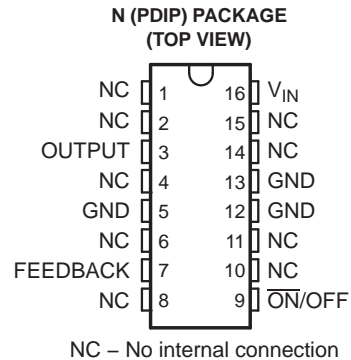 N (PDIP) PACKAGE
(TOP VIEW)
NC 1 16 V_IN
NC 2 15 NC
OUTPUT 3 14 NC
NC 4 13 GND
GND 5 12 GND
NC 6 11 NC
FEEDBACK 7 10 NC
NC 8 9 O̅N̅/OFF
NC – No internal connection